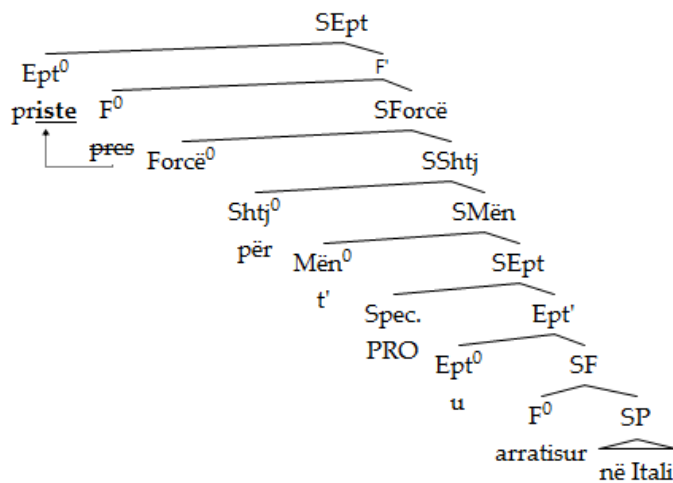 SEpt
Ept⁰ F'
priste F⁰ SForcë
pres Forcë⁰ SShtj
Shtj⁰ SMën
për Mën⁰ SEpt
t' Spec. Ept'
PRO Ept⁰ SF
u F⁰ SP
arratisur në Itali